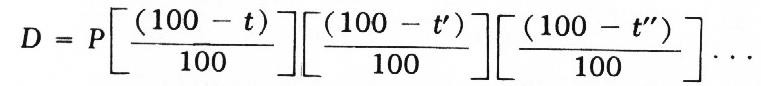 D = P[(100 − t)/100][(100 − t′)/100][(100 − t″)/100]...